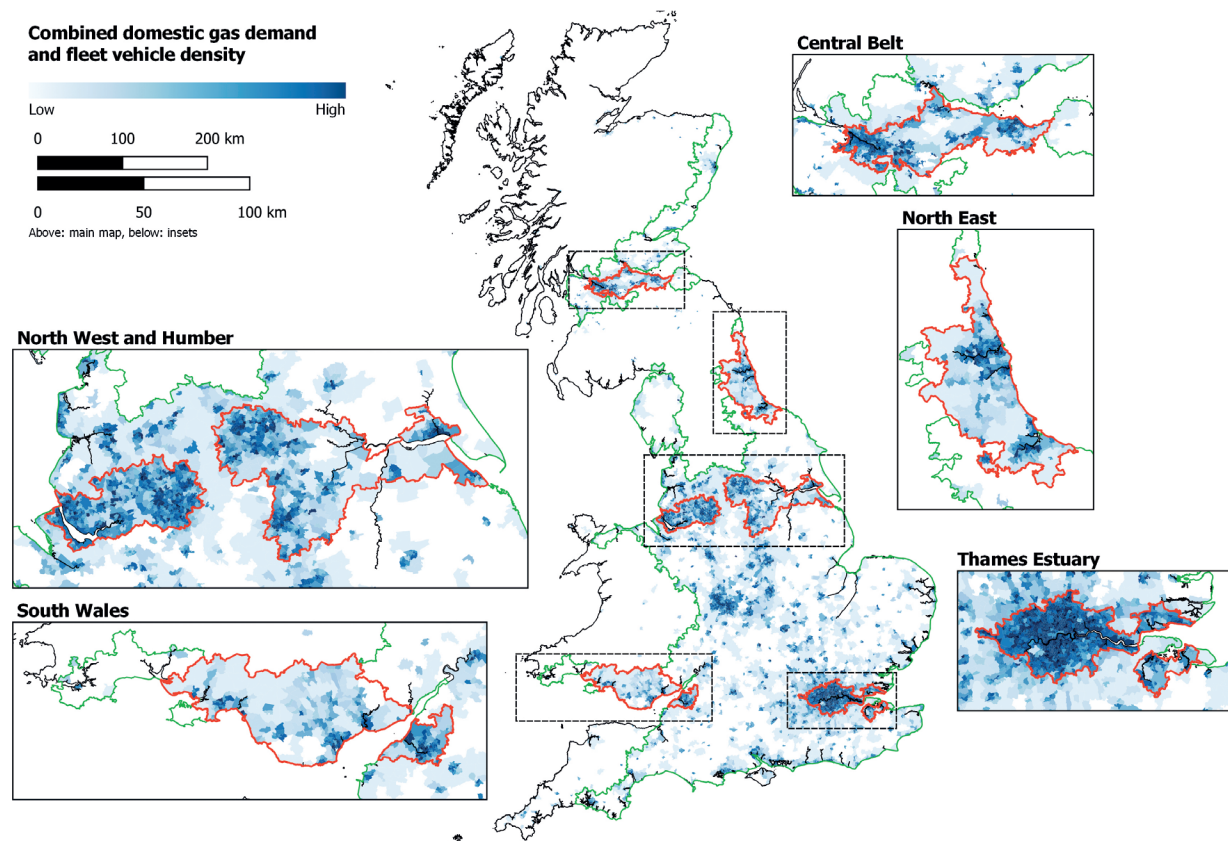 Combined domestic gas demand
and fleet vehicle density
Low High
0 100 200 km
0 50 100 km
Above: main map, below: insets
Central Belt
North East
North West and Humber
Thames Estuary
South Wales